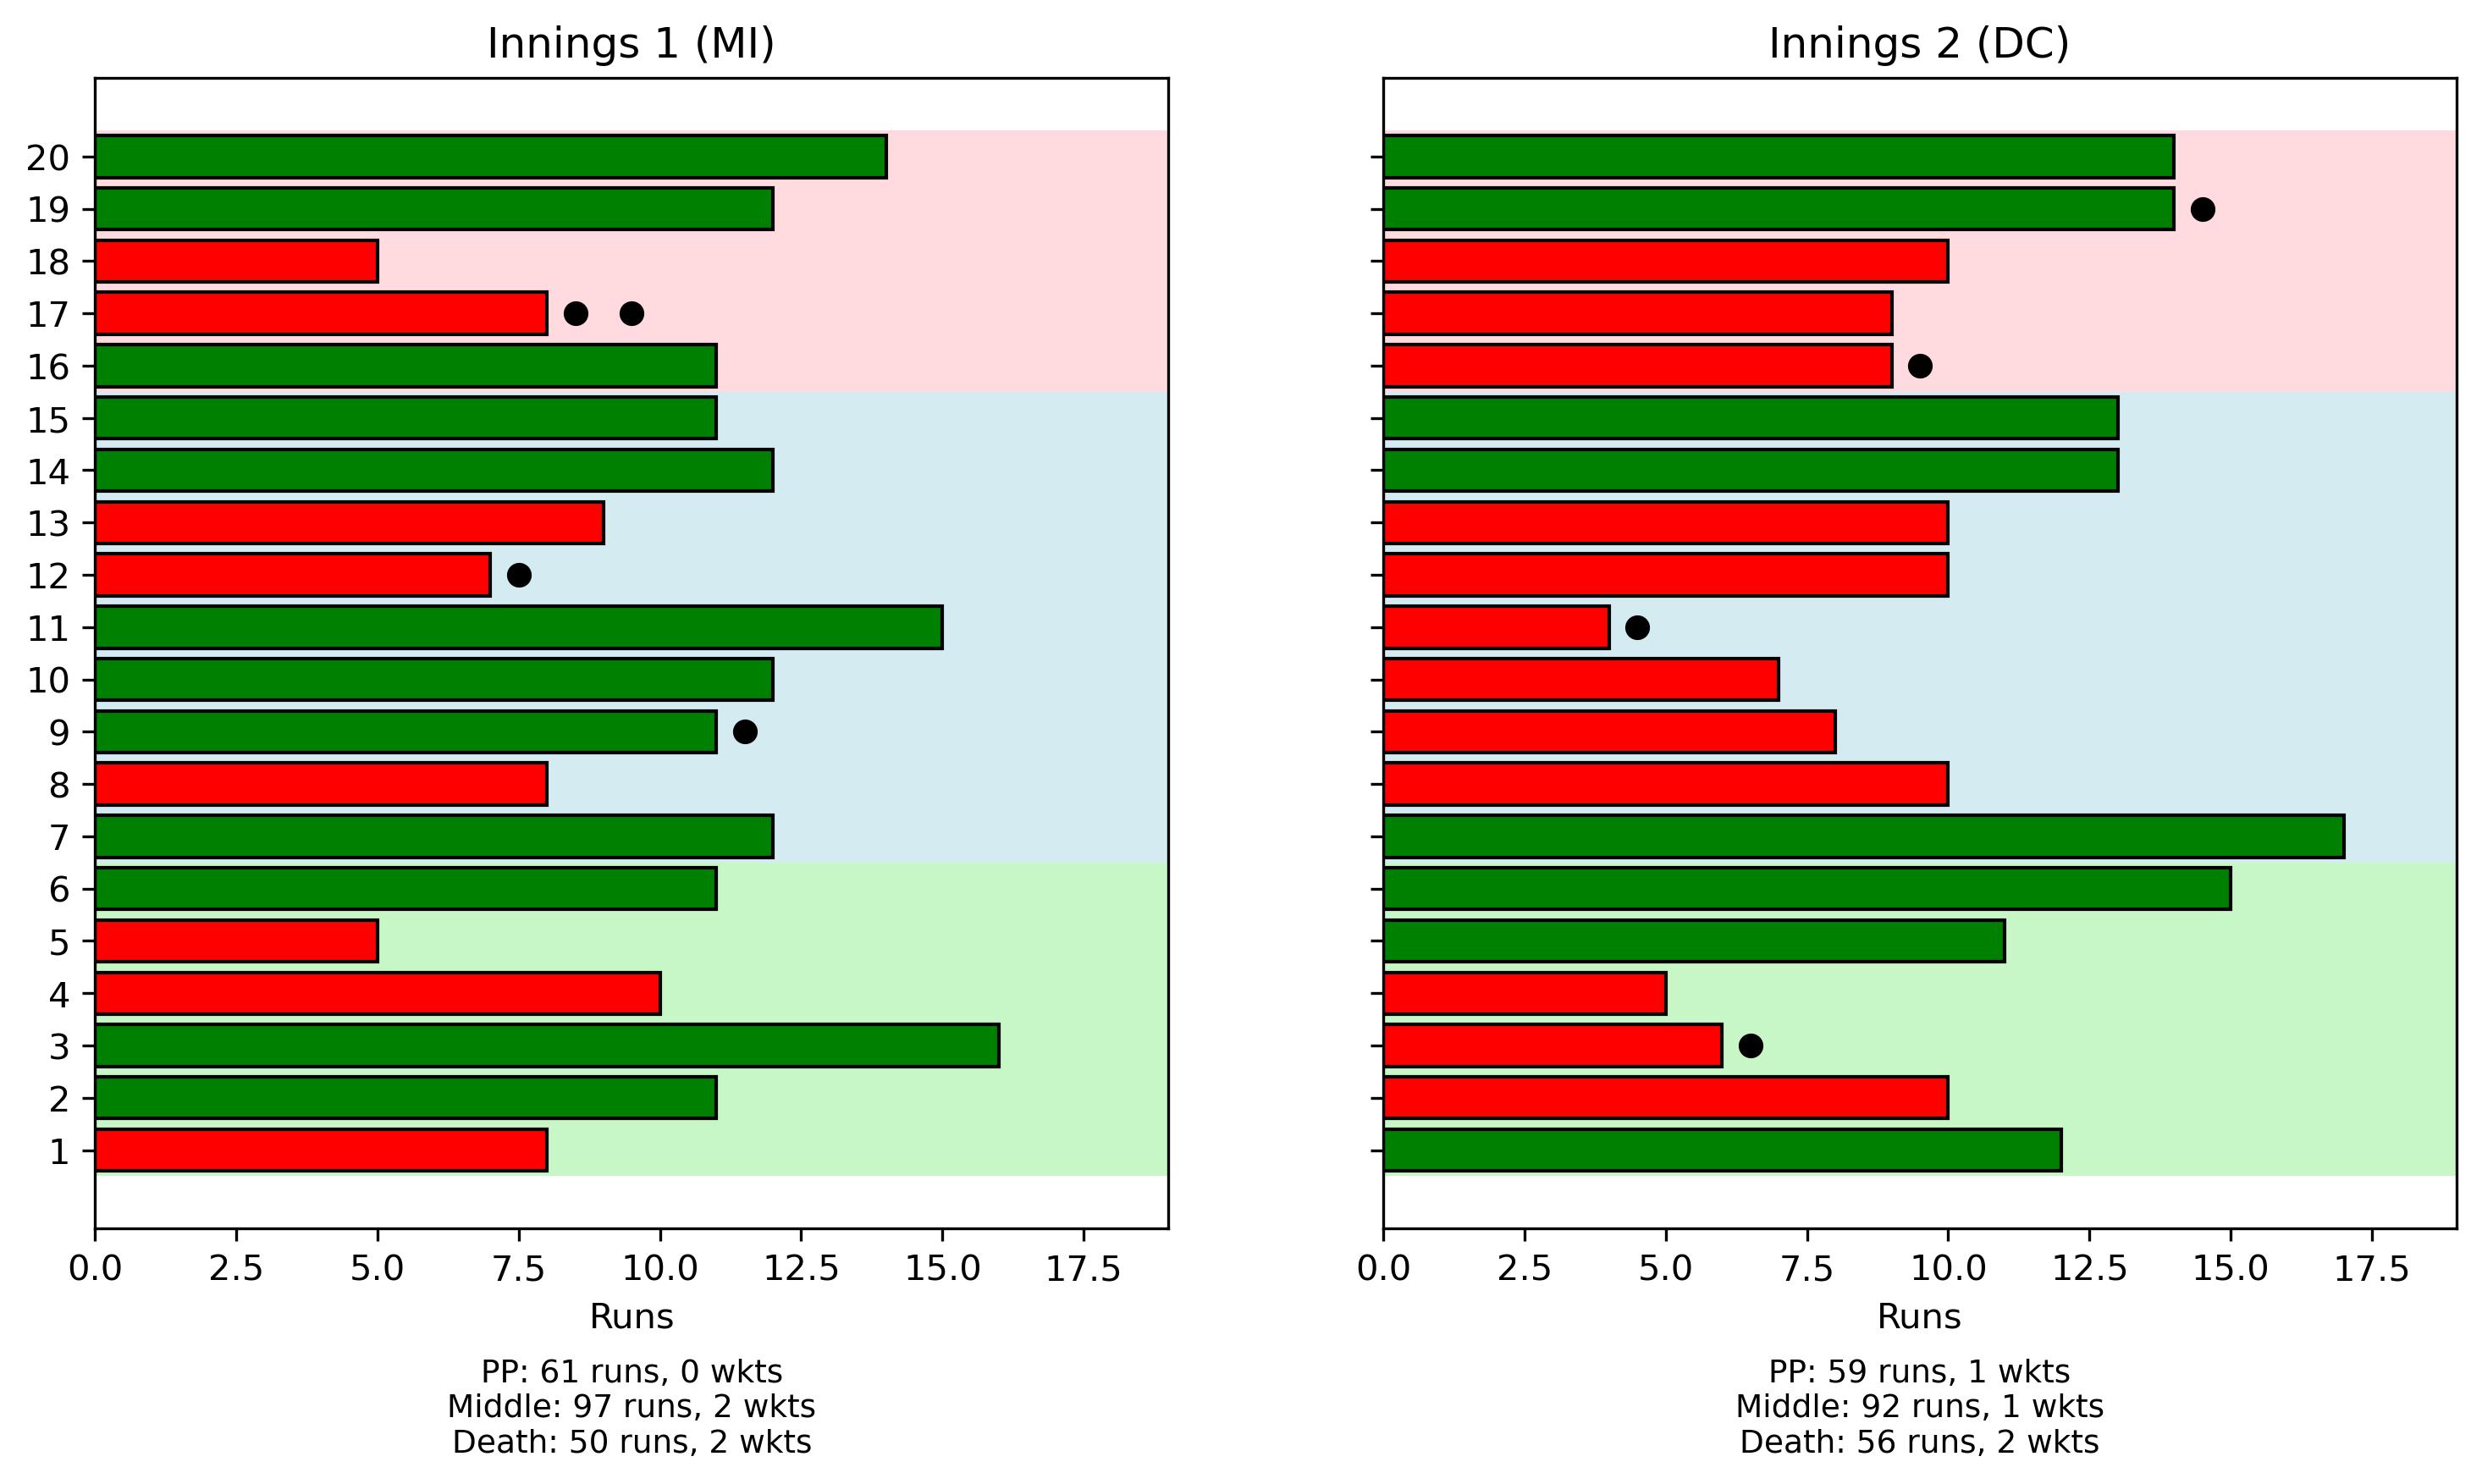 Innings 1 (MI)
20
19
18
17
16
15
14
13
12
11
10
9
8
7
6
5
4
3
2
1
0.0 2.5 5.0 7.5 10.0 12.5 15.0 17.5
Runs
PP: 61 runs, 0 wkts
Middle: 97 runs, 2 wkts
Death: 50 runs, 2 wkts
Innings 2 (DC)
0.0 2.5 5.0 7.5 10.0 12.5 15.0 17.5
Runs
PP: 59 runs, 1 wkts
Middle: 92 runs, 1 wkts
Death: 56 runs, 2 wkts